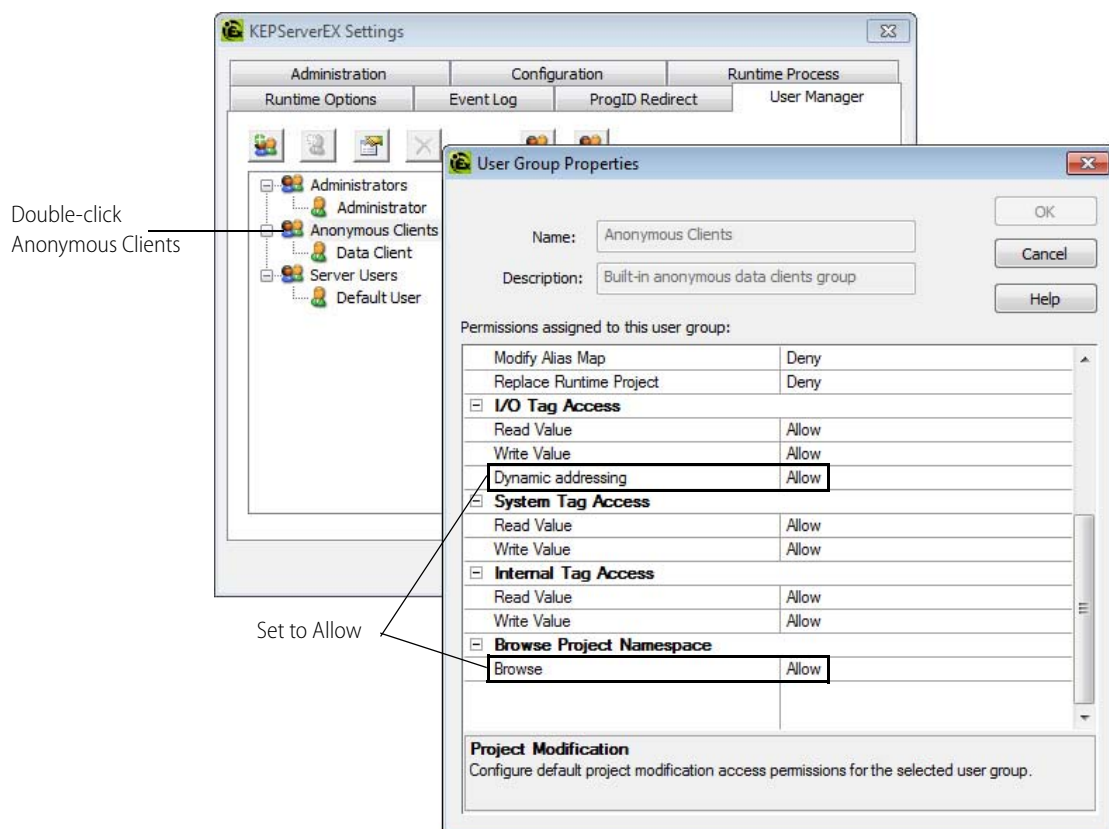 KEPServerEX Settings
Administration
Configuration
Runtime Process
Runtime Options
Event Log
ProgID Redirect
User Manager
Administrators
Administrator
Anonymous Clients
Data Client
Server Users
Default User
Double-click
Anonymous Clients
User Group Properties
Name: Anonymous Clients
Description: Built-in anonymous data clients group
OK
Cancel
Help
Permissions assigned to this user group:
Modify Alias Map Deny
Replace Runtime Project Deny
I/O Tag Access
Read Value Allow
Write Value Allow
Dynamic addressing Allow
System Tag Access
Read Value Allow
Write Value Allow
Internal Tag Access
Read Value Allow
Write Value Allow
Browse Project Namespace
Browse Allow
Set to Allow
Project Modification
Configure default project modification access permissions for the selected user group.